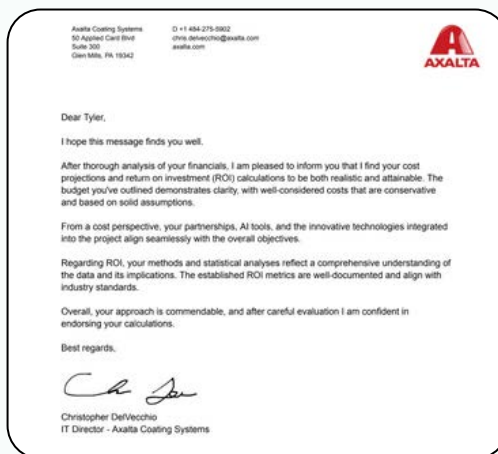 Axalta Coating Systems
50 Applied Card Blvd
Suite 300
Glen Mills, PA 19342
D +1 484-275-5902
chris.delvecchio@axalta.com
axalta.com
AXALTA
Dear Tyler,
I hope this message finds you well.
After thorough analysis of your financials, I am pleased to inform you that I find your cost
projections and return on investment (ROI) calculations to be both realistic and attainable. The
budget you've outlined demonstrates clarity, with well-considered costs that are conservative
and based on solid assumptions.
From a cost perspective, your partnerships, AI tools, and the innovative technologies integrated
into the project align seamlessly with the overall objectives.
Regarding ROI, your methods and statistical analyses reflect a comprehensive understanding of
the data and its implications. The established ROI metrics are well-documented and align with
industry standards.
Overall, your approach is commendable, and after careful evaluation I am confident in
endorsing your calculations.
Best regards,
Christopher DelVecchio
IT Director - Axalta Coating Systems